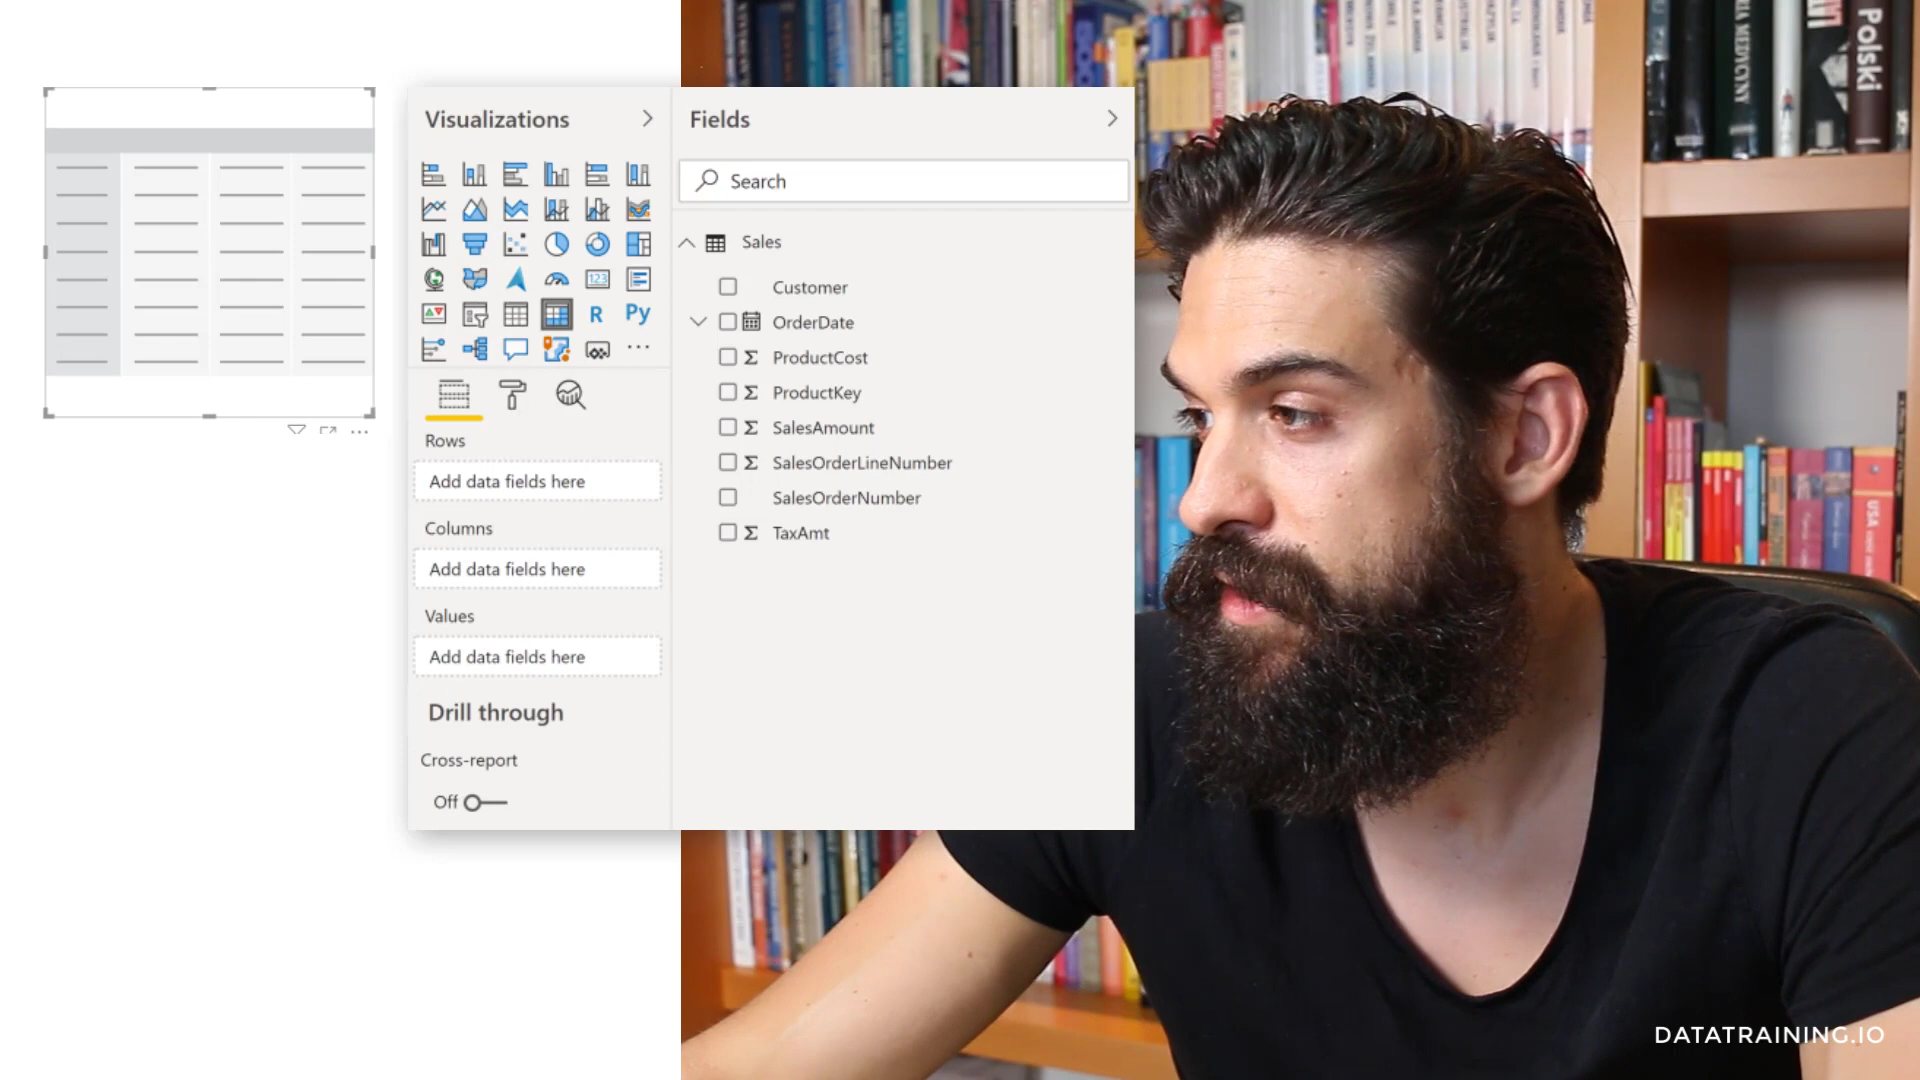 Visualizations
Fields
Search
Sales
Customer
OrderDate
ProductCost
ProductKey
SalesAmount
SalesOrderLineNumber
SalesOrderNumber
TaxAmt
123
R
Py
Rows
Add data fields here
Columns
Add data fields here
Values
Add data fields here
Drill through
Cross-report
Off
Polski
USA
DATATRAINING.IO